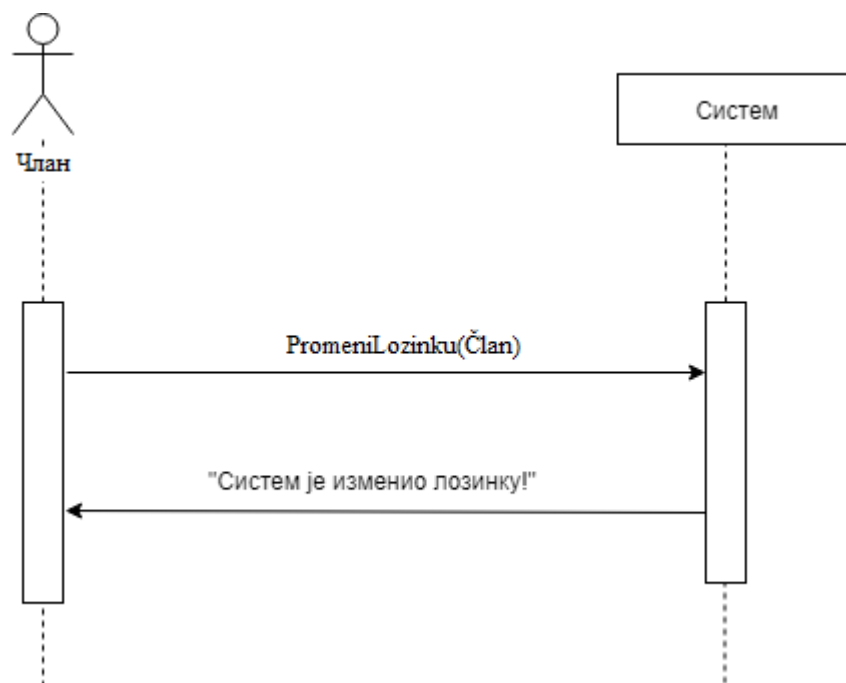 Систем
Члан
PromeniLozinku(Član)
"Систем је изменио лозинку!"